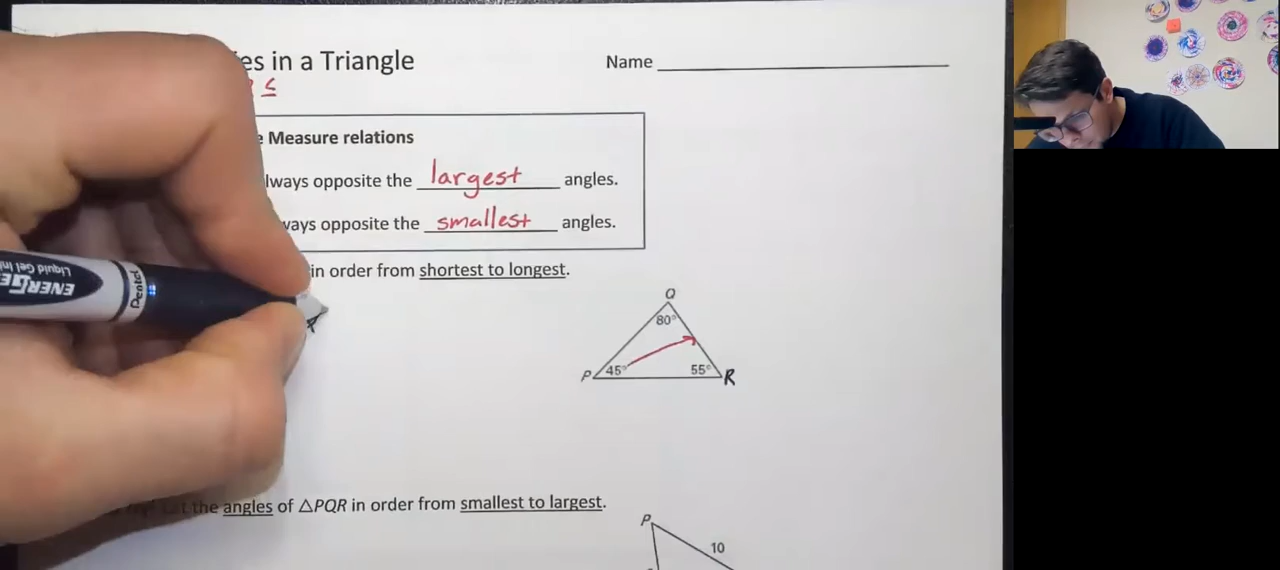 es in a Triangle
Name
≤
Measure relations
lways opposite the largest angles.
ways opposite the smallest angles.
in order from shortest to longest.
Q
80°
P 45° 55° R
the angles of △PQR in order from smallest to largest.
P
10
Pentel
ENERGEL
Liquid Gel Ink